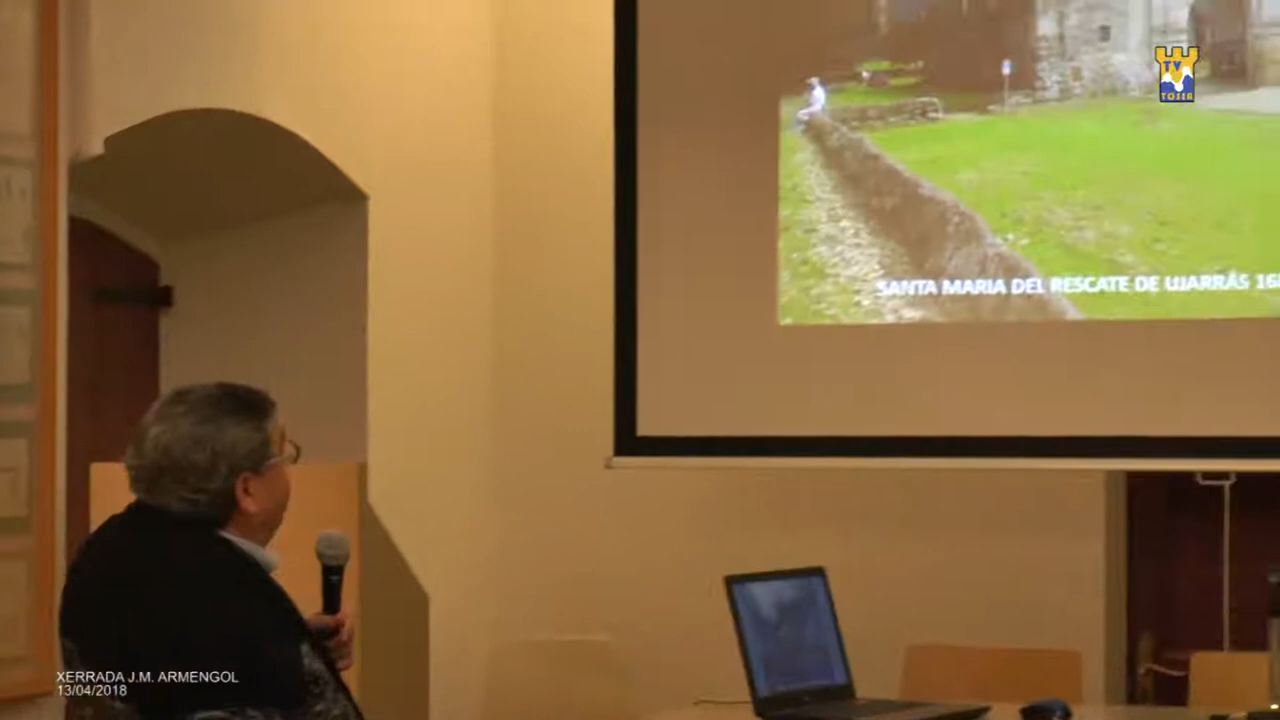 TV
TOSSA
SANTA MARIA DEL RESCATE DE UJARRÁS
XERRADA J.M. ARMENGOL
13/04/2018